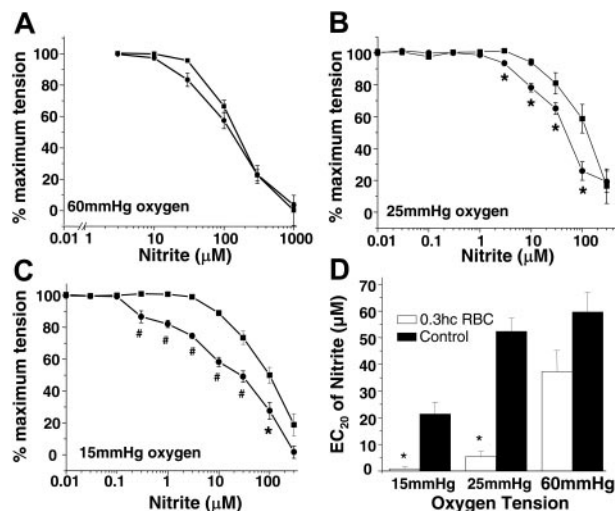 A
% maximum tension
100
80
60
40
20
0
60mmHg oxygen
0.01 1 10 100 1000
Nitrite (µM)
B
% maximum tension
100
80
60
40
20
0
* * * *
25mmHg oxygen
0.01 0.1 1 10 100
Nitrite (µM)
C
% maximum tension
100
80
60
40
20
0
# # # # # *
15mmHg oxygen
0.01 0.1 1 10 100
Nitrite (µM)
D
EC20 of Nitrite (µM)
70
60
50
40
30
20
10
0
0.3hc RBC
Control
* *
15mmHg 25mmHg 60mmHg
Oxygen Tension